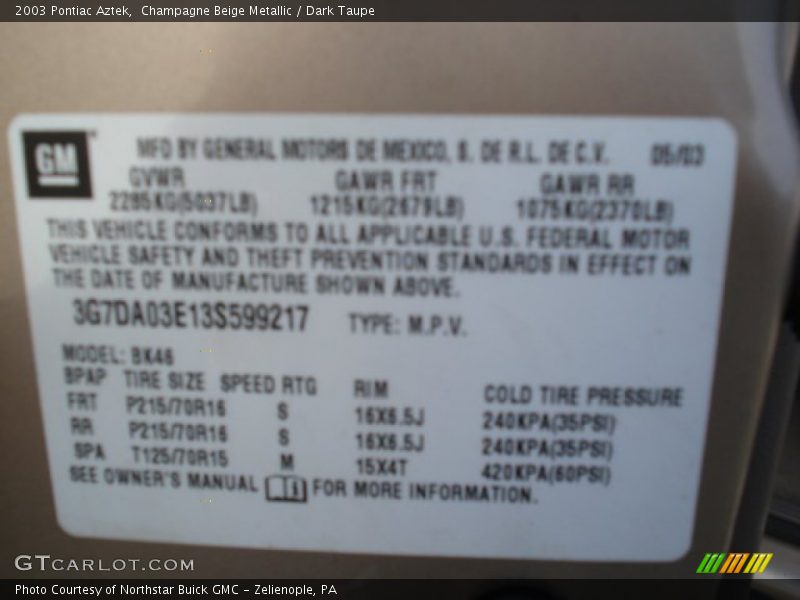 2003 Pontiac Aztek,  Champagne Beige Metallic / Dark Taupe
GM
MFD BY GENERAL MOTORS DE MEXICO, S. DE R.L. DE C.V. 05/03
GVWR GAWR FRT GAWR RR
2285KG(5037LB) 1215KG(2679LB) 1075KG(2370LB)
THIS VEHICLE CONFORMS TO ALL APPLICABLE U.S. FEDERAL MOTOR
VEHICLE SAFETY AND THEFT PREVENTION STANDARDS IN EFFECT ON
THE DATE OF MANUFACTURE SHOWN ABOVE.
3G7DA03E13S599217 TYPE: M.P.V.
MODEL: BK46
BPAP TIRE SIZE SPEED RTG RIM COLD TIRE PRESSURE
FRT P215/70R16 S 16X6.5J 240KPA(35PSI)
RR P215/70R16 S 16X6.5J 240KPA(35PSI)
SPA T125/70R15 M 15X4T 420KPA(60PSI)
SEE OWNER'S MANUAL FOR MORE INFORMATION.
GTCARLOT.COM
Photo Courtesy of Northstar Buick GMC - Zelienople, PA